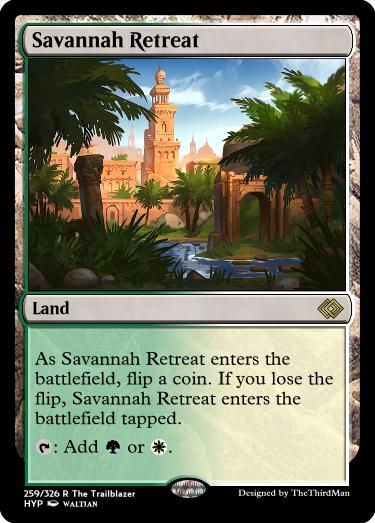 Savannah Retreat
Land
As Savannah Retreat enters the
battlefield, flip a coin. If you lose the
flip, Savannah Retreat enters the
battlefield tapped.
: Add or .
259/326 R The Trailblazer
Designed by TheThirdMan
HYP WALTIAN